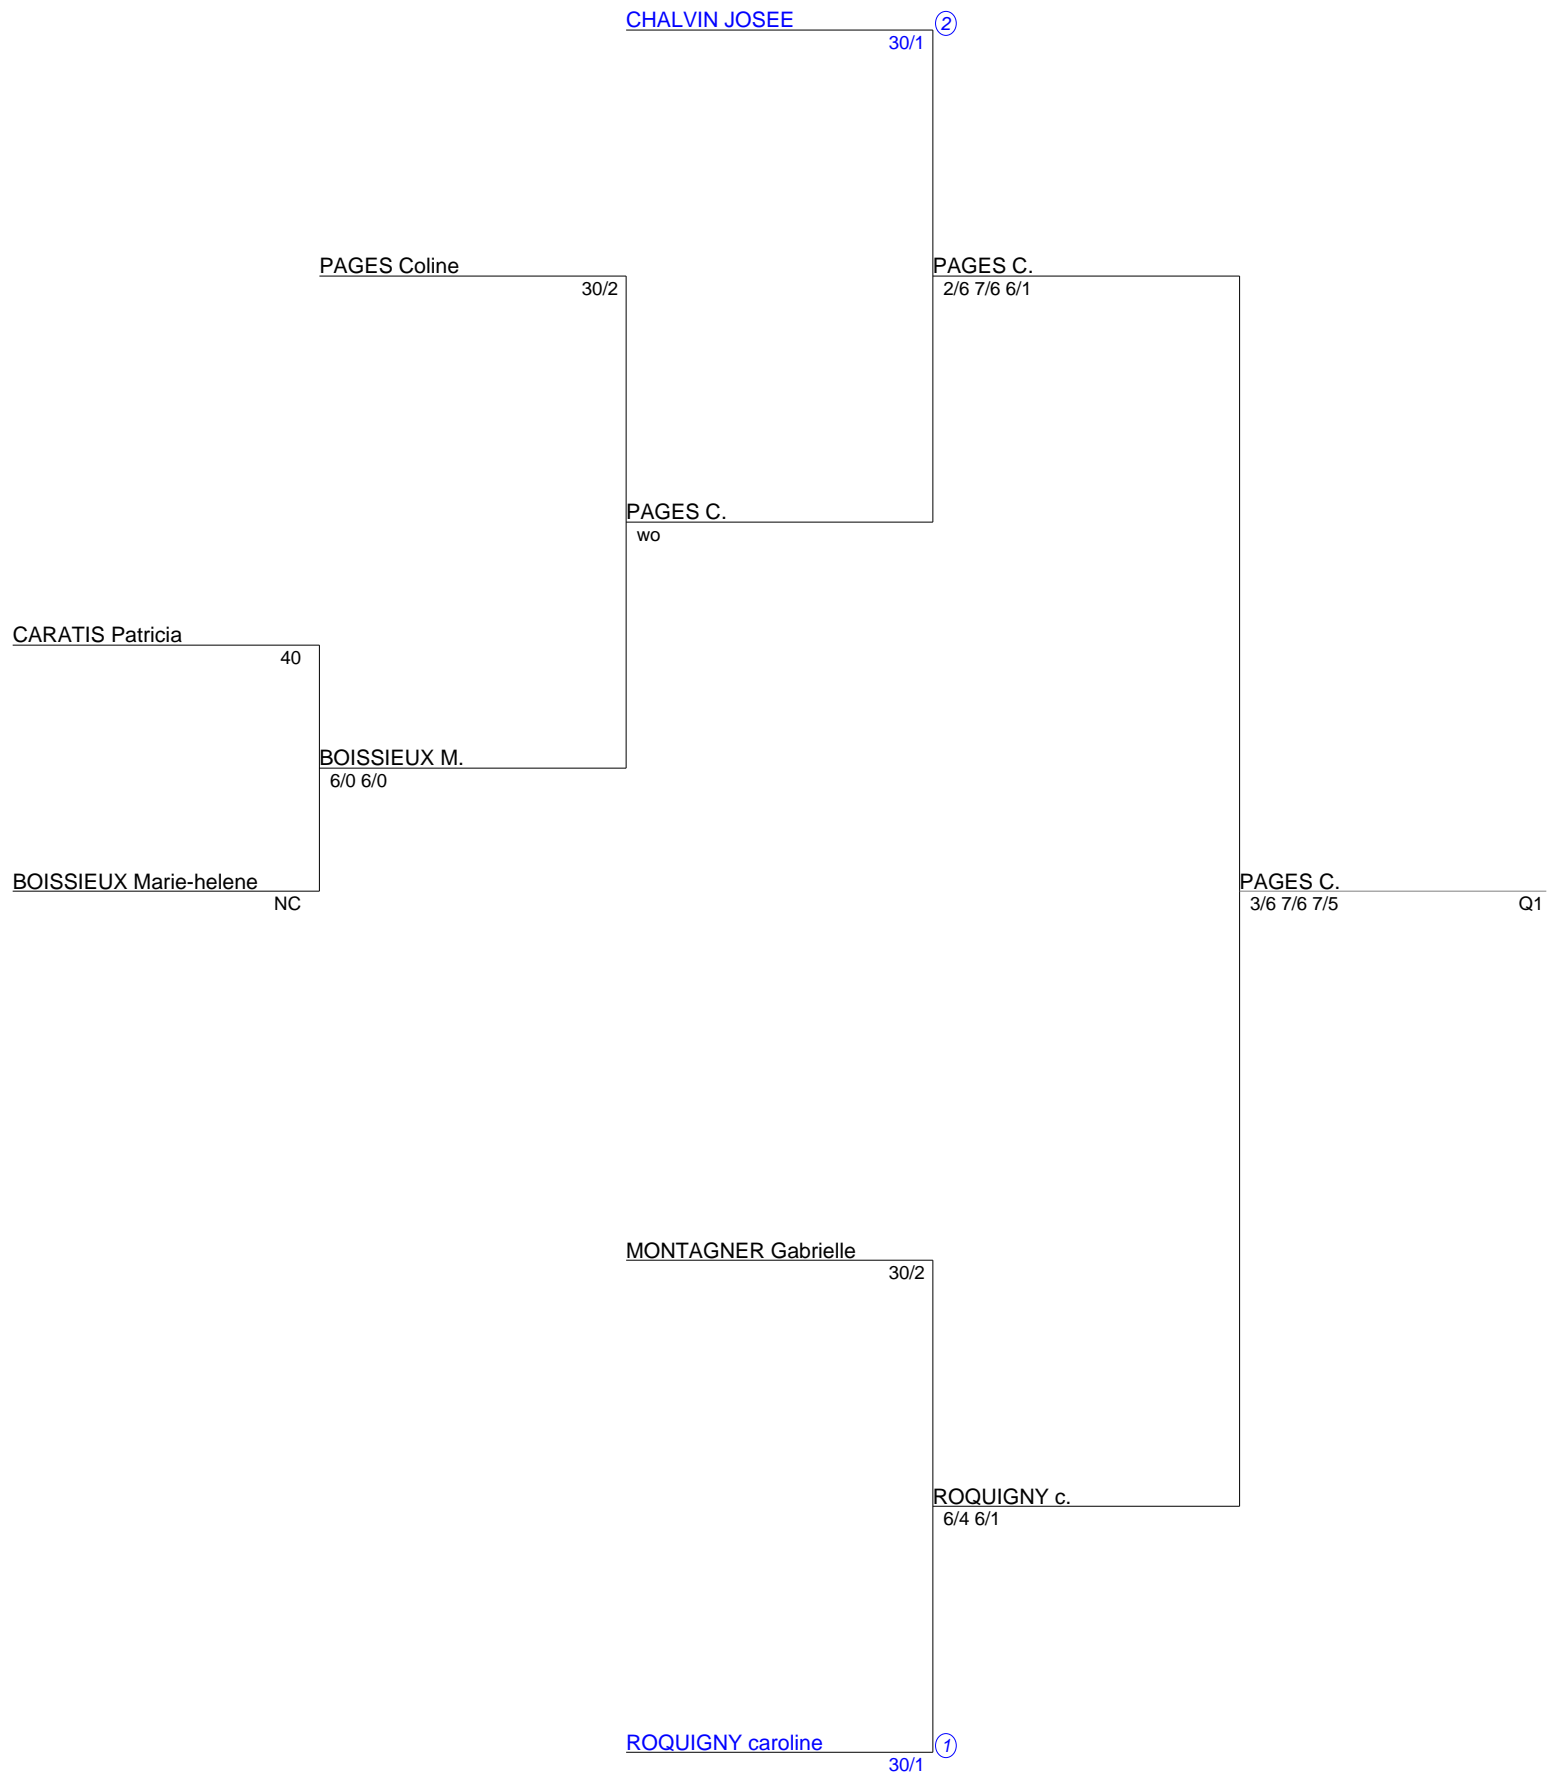 CHALVIN JOSEE
2
30/1
PAGES Coline
30/2
PAGES C.
2/6 7/6 6/1
PAGES C.
wo
CARATIS Patricia
40
BOISSIEUX M.
6/0 6/0
BOISSIEUX Marie-helene
NC
PAGES C.
3/6 7/6 7/5
Q1
MONTAGNER Gabrielle
30/2
ROQUIGNY c.
6/4 6/1
ROQUIGNY caroline
1
30/1